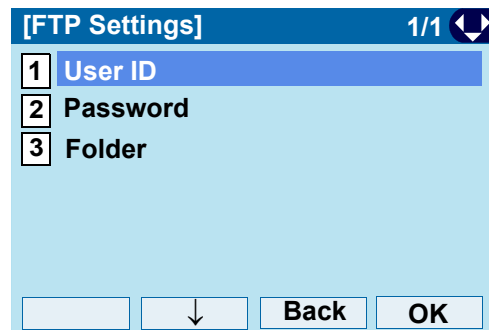 [FTP Settings] 1/1
1 User ID
2 Password
3 Folder
↓ Back OK